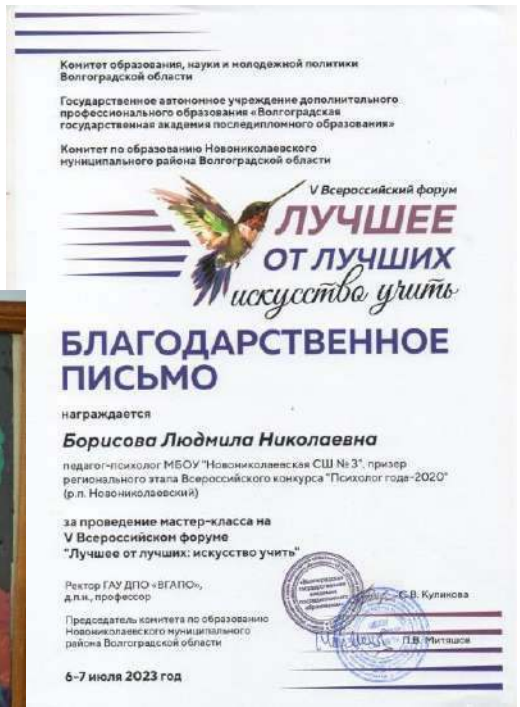 Комитет образования, науки и молодежной политики
Волгоградской области
Государственное автономное учреждение дополнительного
профессионального образования «Волгоградская
государственная академия последипломного образования»
Комитет по образованию Новониколаевского
муниципального района Волгоградской области
V Всероссийский форум
ЛУЧШЕЕ
ОТ ЛУЧШИХ
искусство учить
БЛАГОДАРСТВЕННОЕ
ПИСЬМО
награждается
Борисова Людмила Николаевна
педагог-психолог МБОУ "Новониколаевская СШ № 3", призер
регионального этапа Всероссийского конкурса "Психолог года-2020"
(р.п. Новониколаевский)
за проведение мастер-класса на
V Всероссийском форуме
"Лучшее от лучших: искусство учить"
Ректор ГАУ ДПО «ВГАПО»,
д.п.н., профессор
С.В. Куликова
Председатель комитета по образованию
Новониколаевского муниципального
района Волгоградской области
П.В. Митяшов
6-7 июля 2023 год